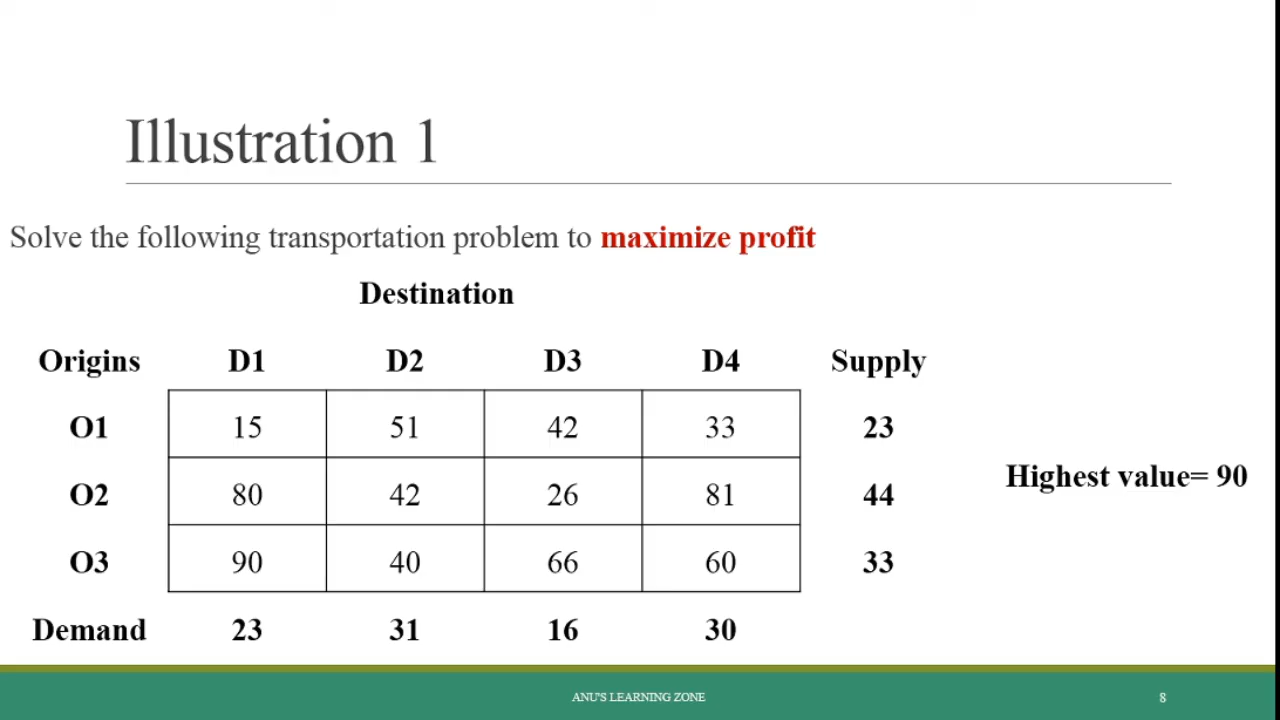 Illustration 1
Solve the following transportation problem to maximize profit
Destination
Origins D1 D2 D3 D4 Supply
O1 15 51 42 33 23
Highest value= 90
O2 80 42 26 81 44
O3 90 40 66 60 33
Demand 23 31 16 30
ANU'S LEARNING ZONE 8